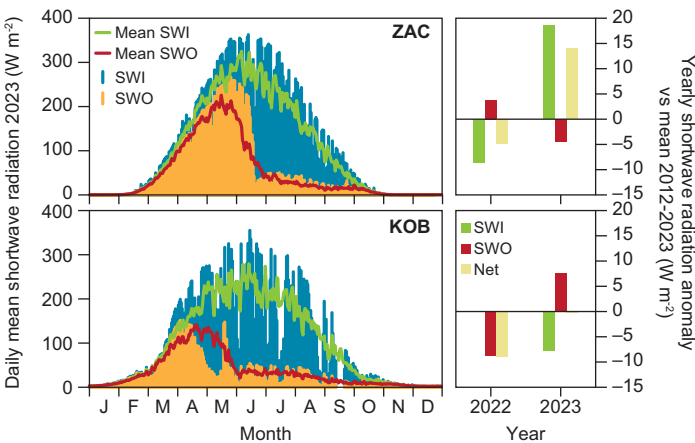 Daily mean shortwave radiation 2023 (W m⁻²)
400
300
200
100
0
Mean SWI
Mean SWO
SWI
SWO
ZAC
20
15
10
5
0
−5
−10
−15
400
300
200
100
0
KOB
J F M A M J J A S O N D
Month
SWI
SWO
Net
20
15
10
5
0
−5
−10
−15
2022 2023
Year
Yearly shortwave radiation anomaly
vs mean 2012-2023 (W m⁻²)